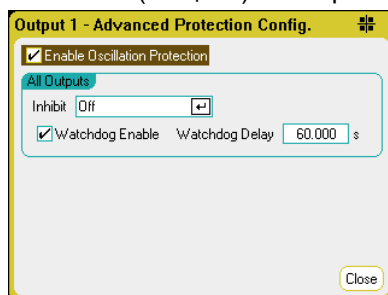 Output 1 - Advanced Protection Config.
Enable Oscillation Protection
All Outputs
Inhibit Off
Watchdog Enable Watchdog Delay 60.000 s
Close